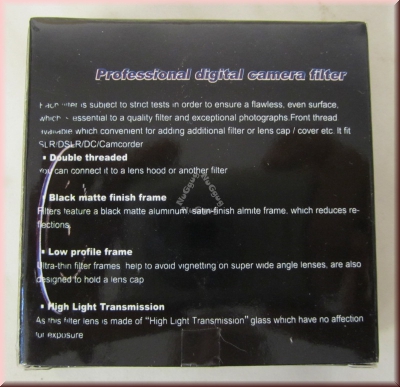 Professional digital camera filter
Each filter is subject to strict tests in order to ensure a flawless, even surface,
which - essential to a quality filter and exceptional photographs.Front thread
available which convenient for adding additional filter or lens cap / cover etc. It fit
SLR/DSLR/DC/Camcorder
• Double threaded
You can connect it to a lens hood or another filter
• Black matte finish frame
Filters feature a black matte aluminum satin-finish almite frame, which reduces re-
flections
• Low profile frame
Ultra-thin filter frames help to avoid vignetting on super wide angle lenses, are also
designed to hold a lens cap
• High Light Transmission
As this filter lens is made of “High Light Transmission” glass which have no affection
for exposure